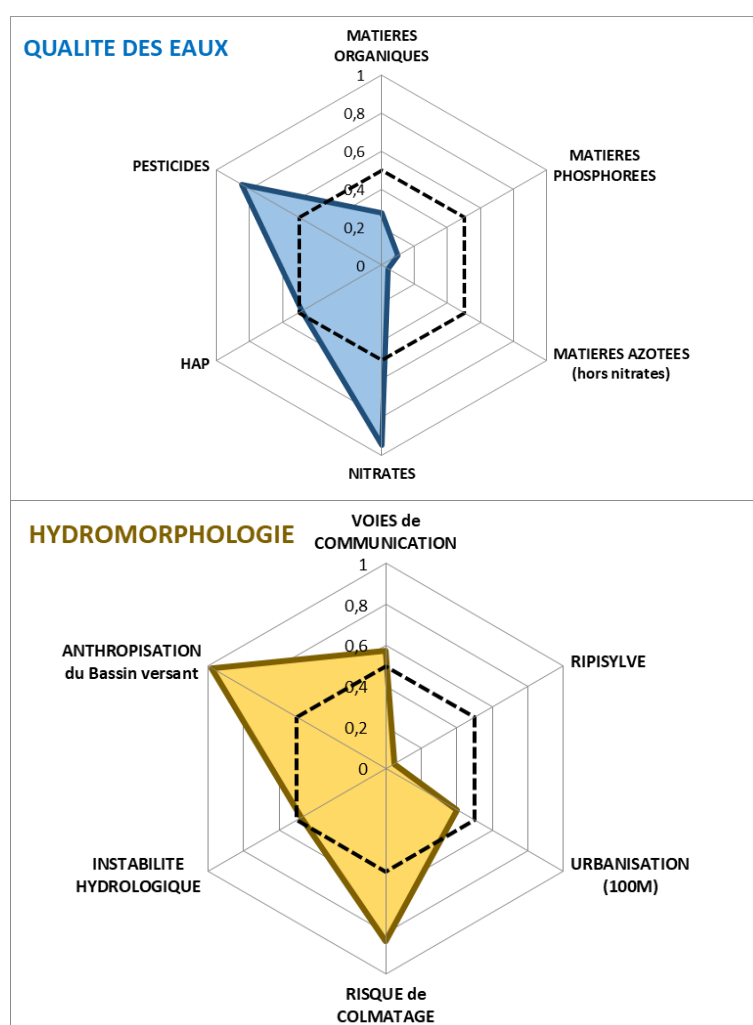 QUALITE DES EAUX
MATIERES
ORGANIQUES
1
0,8
0,6
0,4
0,2
0
PESTICIDES
MATIERES
PHOSPHOREES
HAP
MATIERES AZOTEES
(hors nitrates)
NITRATES
HYDROMORPHOLOGIE
VOIES de
COMMUNICATION
1
0,8
0,6
0,4
0,2
0
ANTHROPISATION
du Bassin versant
RIPISYLVE
INSTABILITE
HYDROLOGIQUE
URBANISATION
(100M)
RISQUE de
COLMATAGE